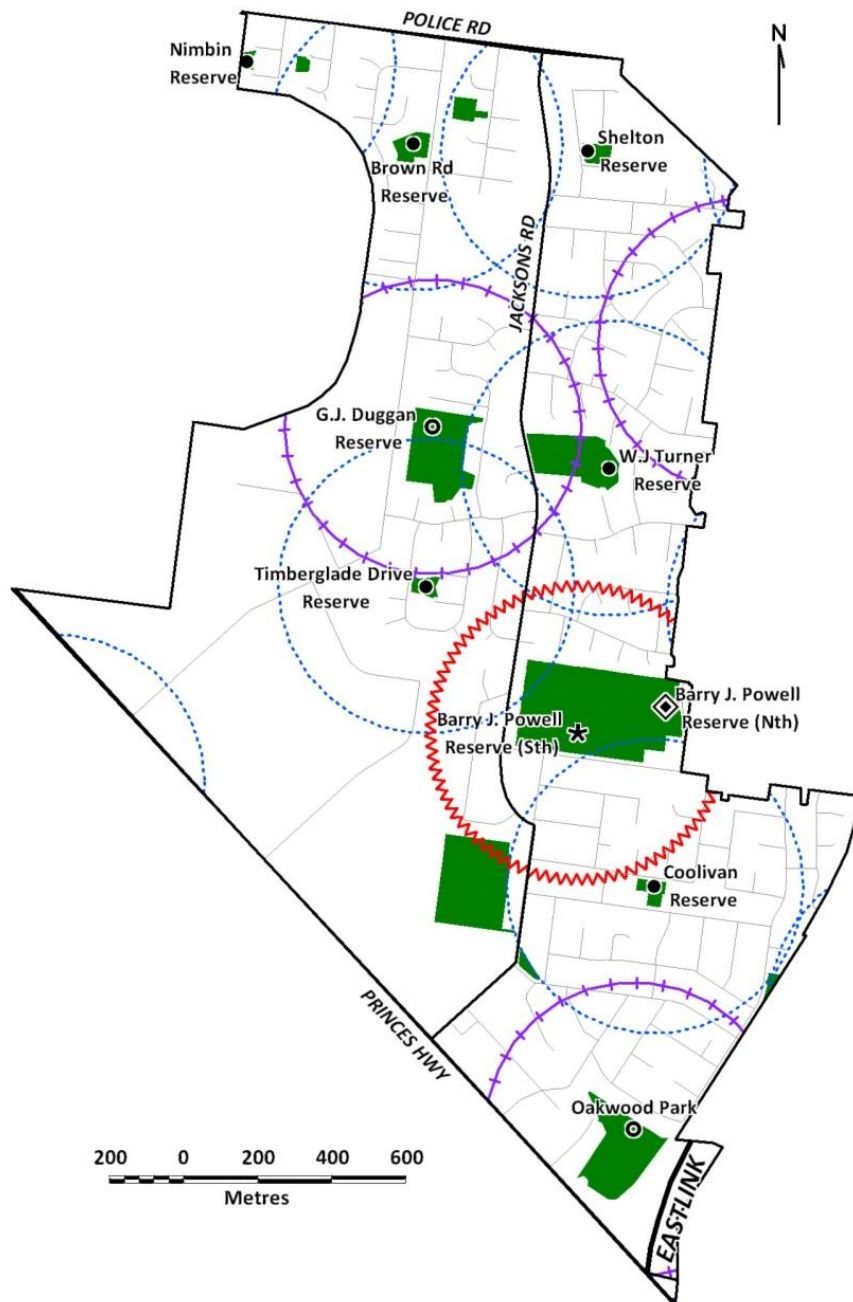 POLICE RD
N
Nimbin
Reserve
Shelton
Reserve
Brown Rd
Reserve
JACKSONS RD
G.J. Duggan
Reserve
W.J Turner
Reserve
Timberglade Drive
Reserve
Barry J. Powell
Reserve (Nth)
Barry J. Powell
Reserve (Sth)
Coolivan
Reserve
PRINCES HWY
Oakwood Park
EASTLINK
200 0 200 400 600
Metres